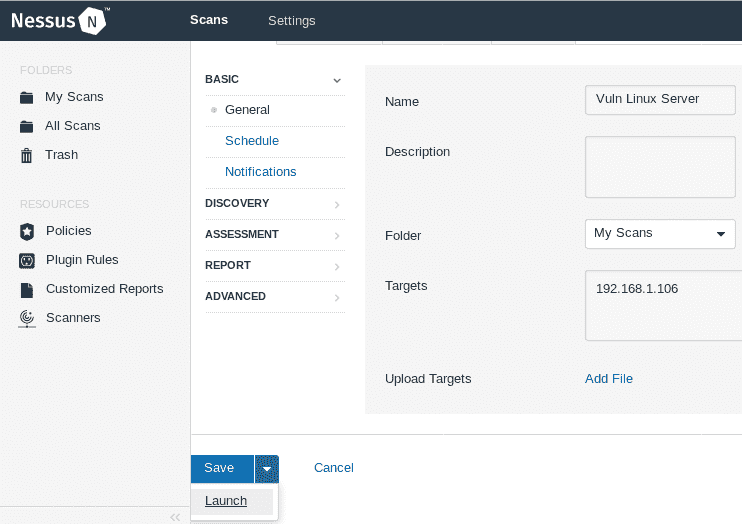 Nessus N ™
Scans
Settings
FOLDERS
My Scans
All Scans
Trash
RESOURCES
Policies
Plugin Rules
Customized Reports
Scanners
BASIC
General
Schedule
Notifications
DISCOVERY
ASSESSMENT
REPORT
ADVANCED
Name
Vuln Linux Server
Description
Folder
My Scans
Targets
192.168.1.106
Upload Targets
Add File
Save
Cancel
Launch